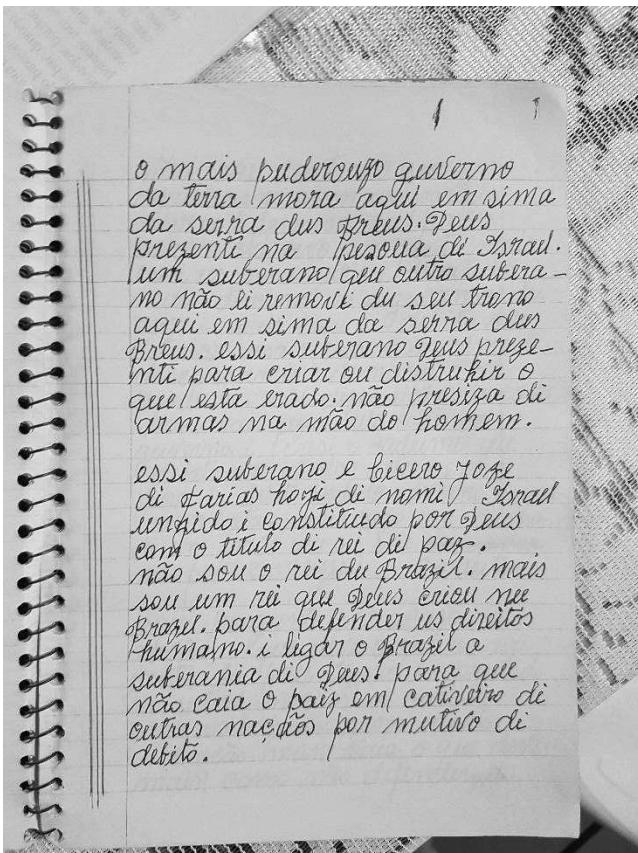 1
o mais puderouzo guverno
da terra mora aqui em sima
da serra dus Breus. Deus
prezenti na pesoua di Israel.
um suberano que outro subera-
no não li removi du seu trono
aqui em sima da serra dus
Breus. essi suberano Deus preze-
nti para criar ou distruhir o
que esta erado. não presiza di
armas na mão do homem.
essi suberano e Cicero Joze
di Farias hoji di nomi Israel
ungido i constituido por Deus
com o titulo di rei di paz.
não sou o rei du Brazil. mais
sou um rei que Deus criou nu
Brazel. para defender us direitos
humano. i ligar o Brazil a
suberania di Deus. para que
não caia o paiz em cativeiro di
outras nações por mutivo di
debito.